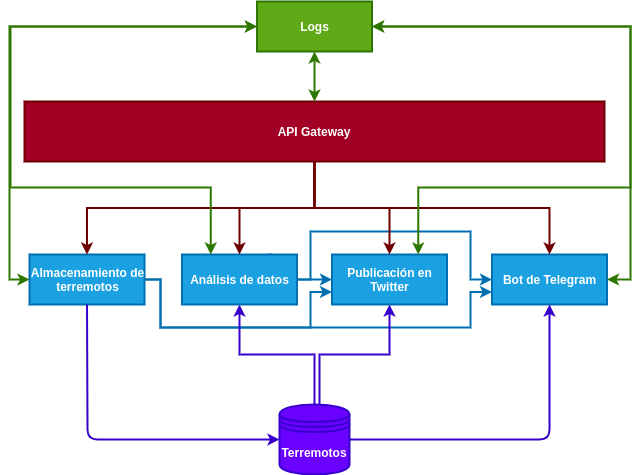 Logs
API Gateway
Almacenamiento de
terremotos
Análisis de datos
Publicación en
Twitter
Bot de Telegram
Terremotos